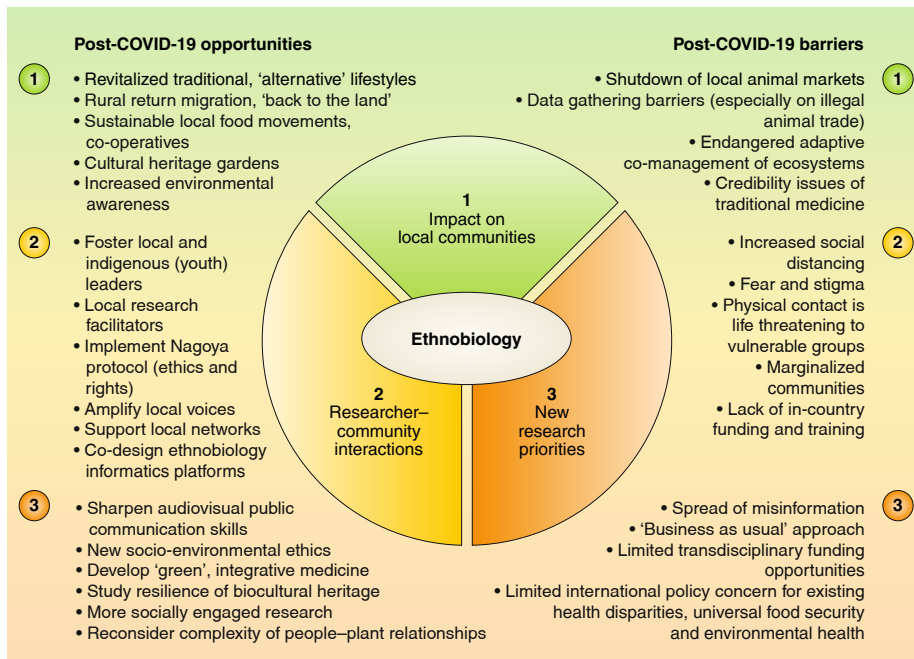 Post-COVID-19 opportunities
1
• Revitalized traditional, ‘alternative’ lifestyles
• Rural return migration, ‘back to the land’
• Sustainable local food movements,
co-operatives
• Cultural heritage gardens
• Increased environmental
awareness
2
• Foster local and
indigenous (youth)
leaders
• Local research
facilitators
• Implement Nagoya
protocol (ethics and
rights)
• Amplify local voices
• Support local networks
• Co-design ethnobiology
informatics platforms
3
• Sharpen audiovisual public
communication skills
• New socio-environmental ethics
• Develop ‘green’, integrative medicine
• Study resilience of biocultural heritage
• More socially engaged research
• Reconsider complexity of people–plant relationships
1
Impact on
local communities
Ethnobiology
2
Researcher–
community
interactions
3
New
research
priorities
Post-COVID-19 barriers
1
• Shutdown of local animal markets
• Data gathering barriers (especially on illegal
animal trade)
• Endangered adaptive
co-management of ecosystems
• Credibility issues of
traditional medicine
2
• Increased social
distancing
• Fear and stigma
• Physical contact is
life threatening to
vulnerable groups
• Marginalized
communities
• Lack of in-country
funding and training
3
• Spread of misinformation
• ‘Business as usual’ approach
• Limited transdisciplinary funding
opportunities
• Limited international policy concern for existing
health disparities, universal food security
and environmental health